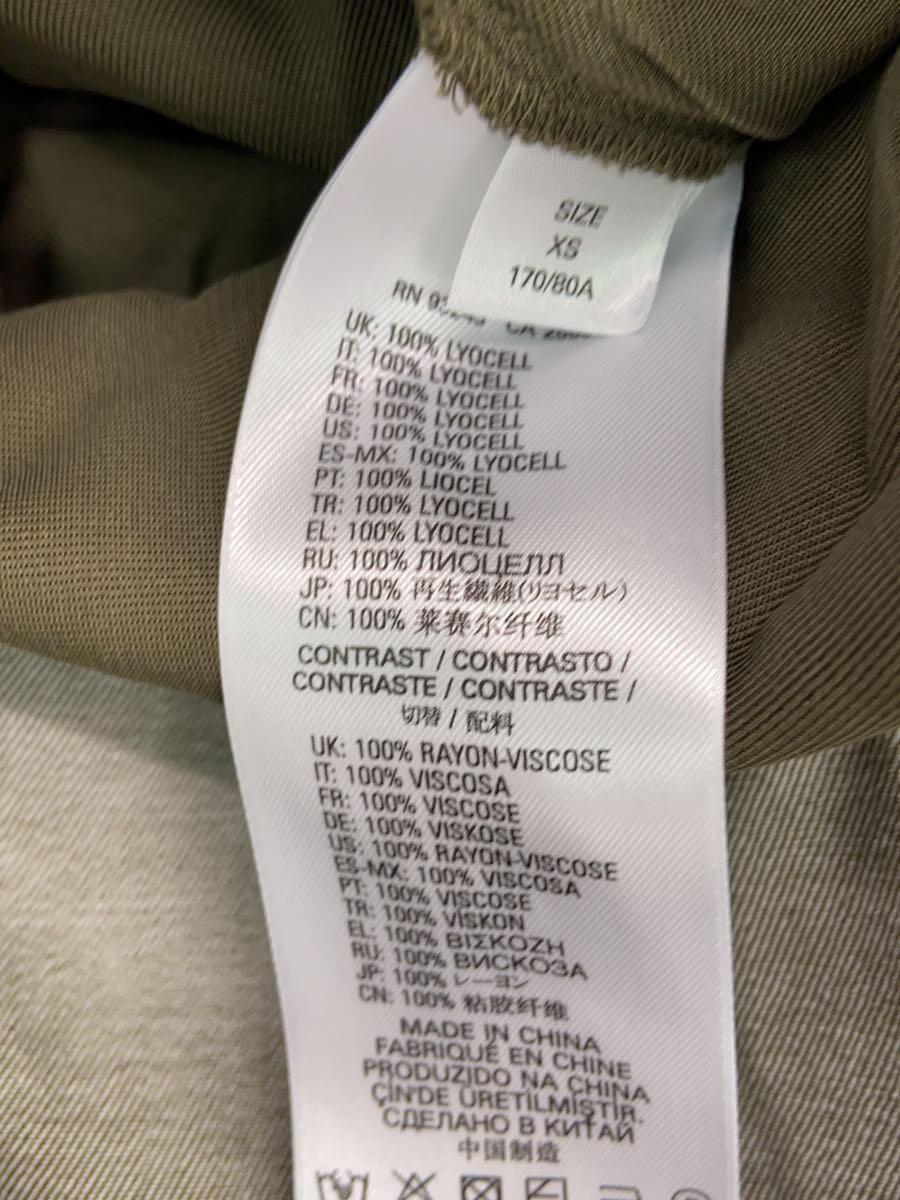 SIZE
XS
170/80A
RN
UK: 100% LYOCELL
IT: 100% LYOCELL
FR: 100% LYOCELL
DE: 100% LYOCELL
US: 100% LYOCELL
ES-MX: 100% LYOCELL
PT: 100% LIOCEL
TR: 100% LYOCELL
EL: 100% LYOCELL
RU: 100% ЛИОЦЕЛЛ
JP: 100% 再生繊維(リヨセル)
CN: 100% 莱赛尔纤维
CONTRAST / CONTRASTO /
CONTRASTE / CONTRASTE /
切替 / 配料
UK: 100% RAYON-VISCOSE
IT: 100% VISCOSA
FR: 100% VISCOSE
DE: 100% VISKOSE
US: 100% RAYON-VISCOSE
ES-MX: 100% VISCOSA
PT: 100% VISCOSE
TR: 100% VİSKON
EL: 100% ΒΙΣΚΟΖΗ
RU: 100% ВИСКОЗА
JP: 100% レーヨン
CN: 100% 粘胶纤维
MADE IN CHINA
FABRIQUÉ EN CHINE
PRODUZIDO NA CHINA
ÇİN'DE ÜRETİLMİŞTİR.
СДЕЛАНО В КИТАЙ
中国制造